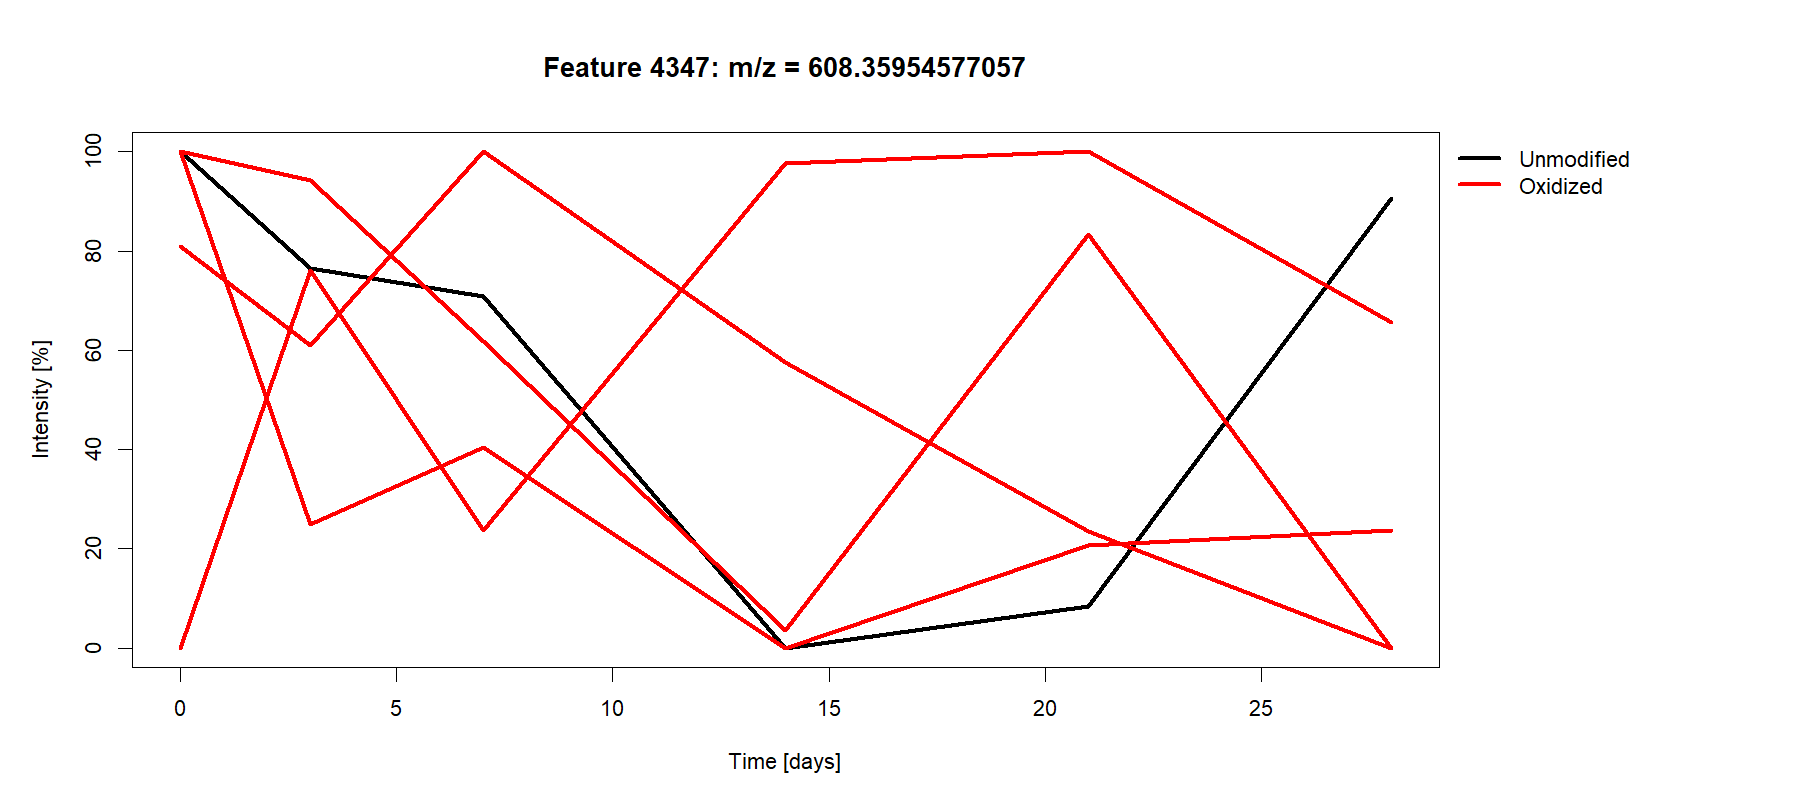 Feature 4347: m/z = 608.35954577057
Unmodified
Oxidized
Intensity [%]
100
80
60
40
20
0
0 5 10 15 20 25
Time [days]